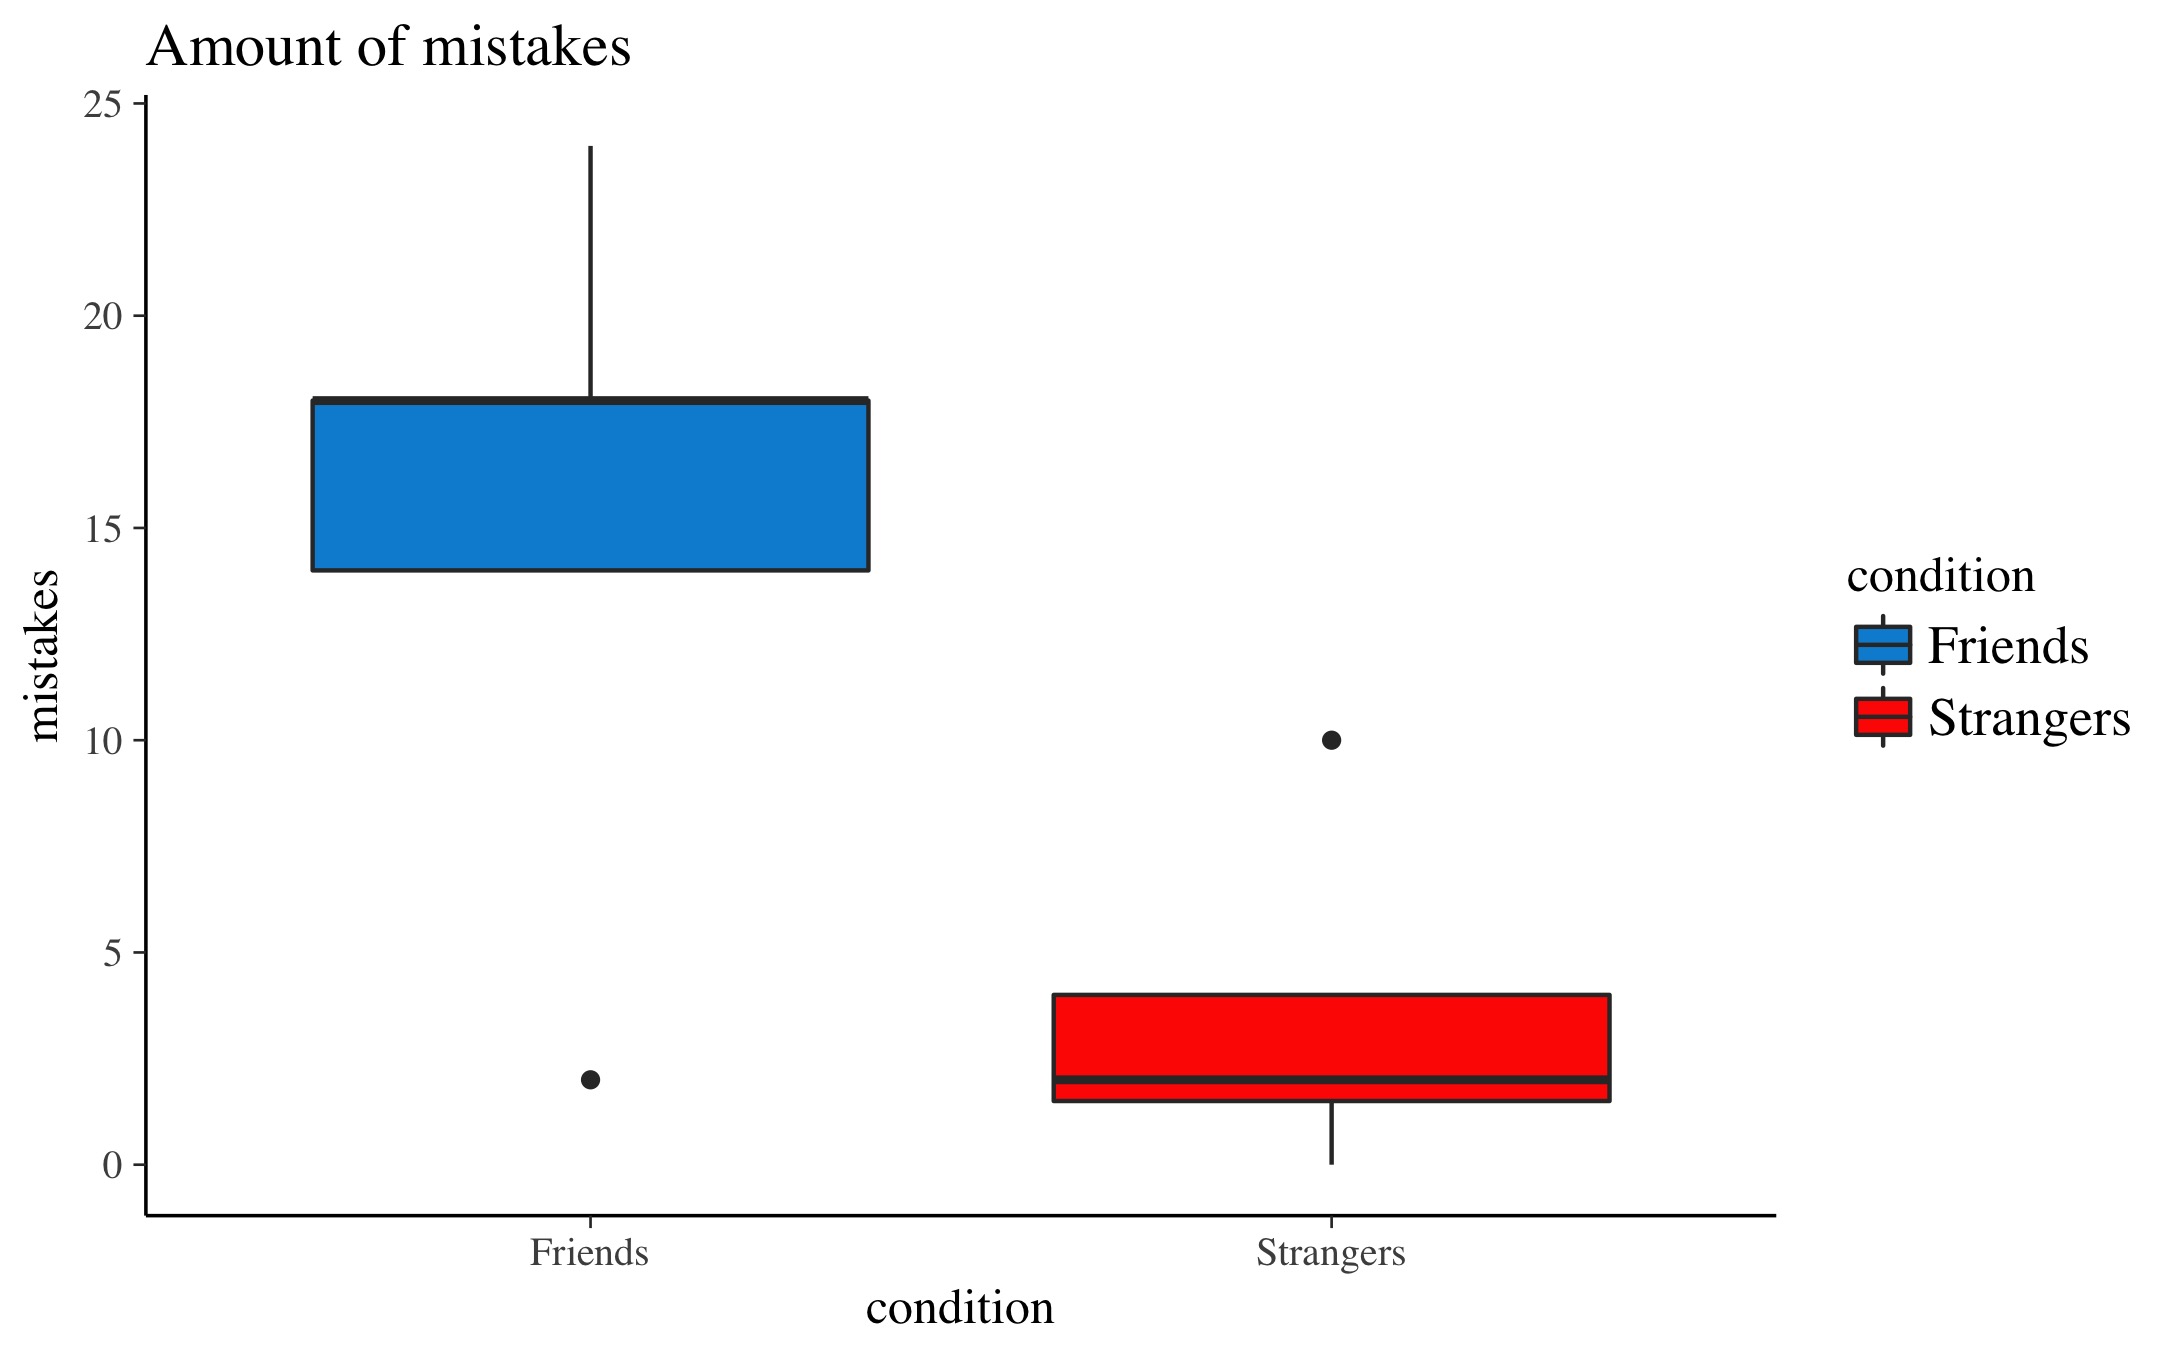 Amount of mistakes
25
20
15
10
5
0
mistakes
Friends
Strangers
condition
condition
Friends
Strangers